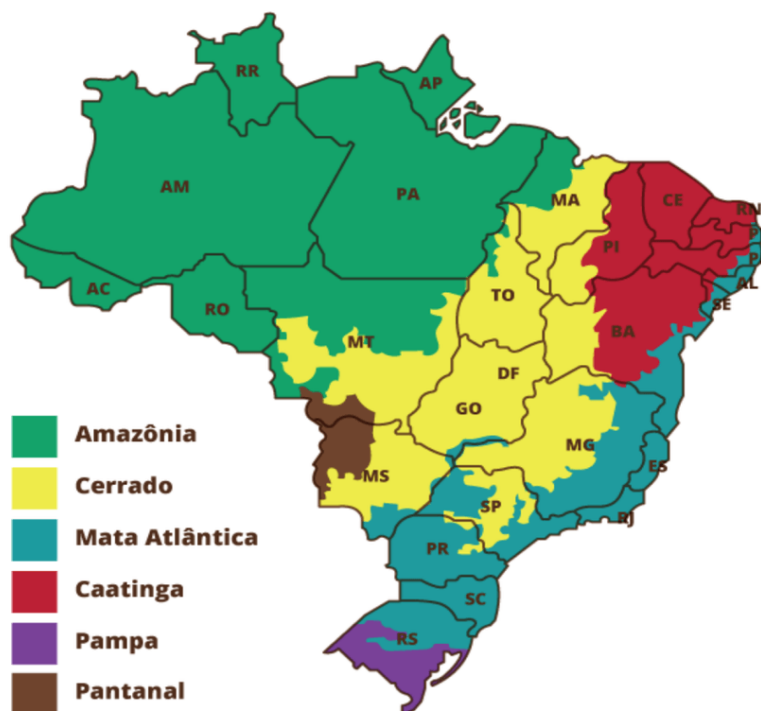 RR
AP
AM
PA
MA
CE
RN
P
PI
P
AC
RO
TO
AL
SE
BA
MT
DF
GO
MG
MS
ES
SP
RJ
PR
SC
RS
Amazônia
Cerrado
Mata Atlântica
Caatinga
Pampa
Pantanal